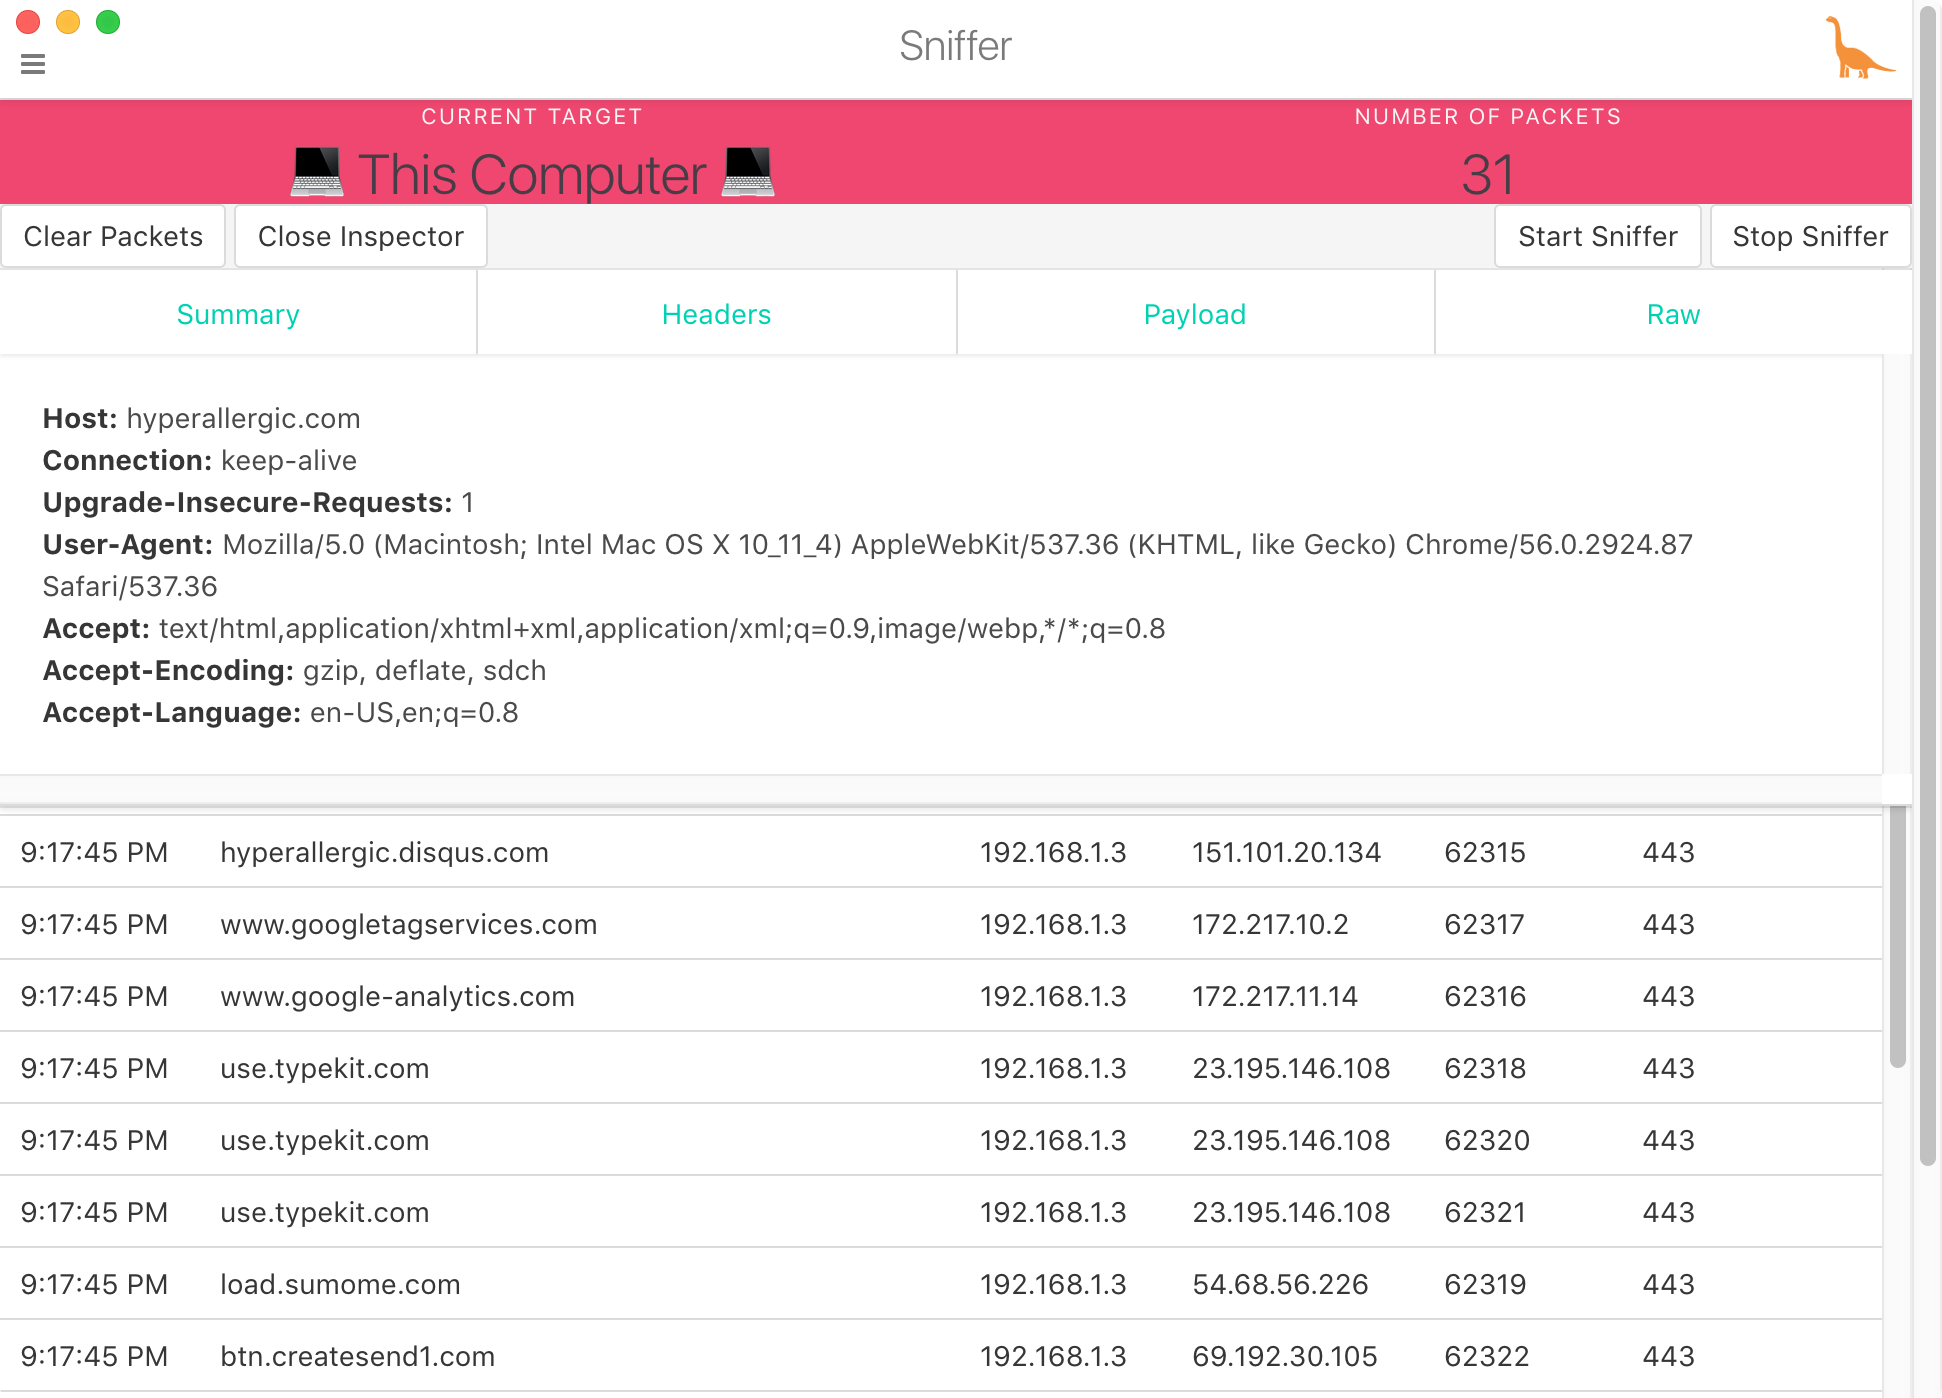 Sniffer
CURRENT TARGET
NUMBER OF PACKETS
This Computer
31
Clear Packets
Close Inspector
Start Sniffer
Stop Sniffer
Summary
Headers
Payload
Raw
Host: hyperallergic.com
Connection: keep-alive
Upgrade-Insecure-Requests: 1
User-Agent: Mozilla/5.0 (Macintosh; Intel Mac OS X 10_11_4) AppleWebKit/537.36 (KHTML, like Gecko) Chrome/56.0.2924.87
Safari/537.36
Accept: text/html,application/xhtml+xml,application/xml;q=0.9,image/webp,*/*;q=0.8
Accept-Encoding: gzip, deflate, sdch
Accept-Language: en-US,en;q=0.8
9:17:45 PM hyperallergic.disqus.com 192.168.1.3 151.101.20.134 62315 443
9:17:45 PM www.googletagservices.com 192.168.1.3 172.217.10.2 62317 443
9:17:45 PM www.google-analytics.com 192.168.1.3 172.217.11.14 62316 443
9:17:45 PM use.typekit.com 192.168.1.3 23.195.146.108 62318 443
9:17:45 PM use.typekit.com 192.168.1.3 23.195.146.108 62320 443
9:17:45 PM use.typekit.com 192.168.1.3 23.195.146.108 62321 443
9:17:45 PM load.sumome.com 192.168.1.3 54.68.56.226 62319 443
9:17:45 PM btn.createsend1.com 192.168.1.3 69.192.30.105 62322 443